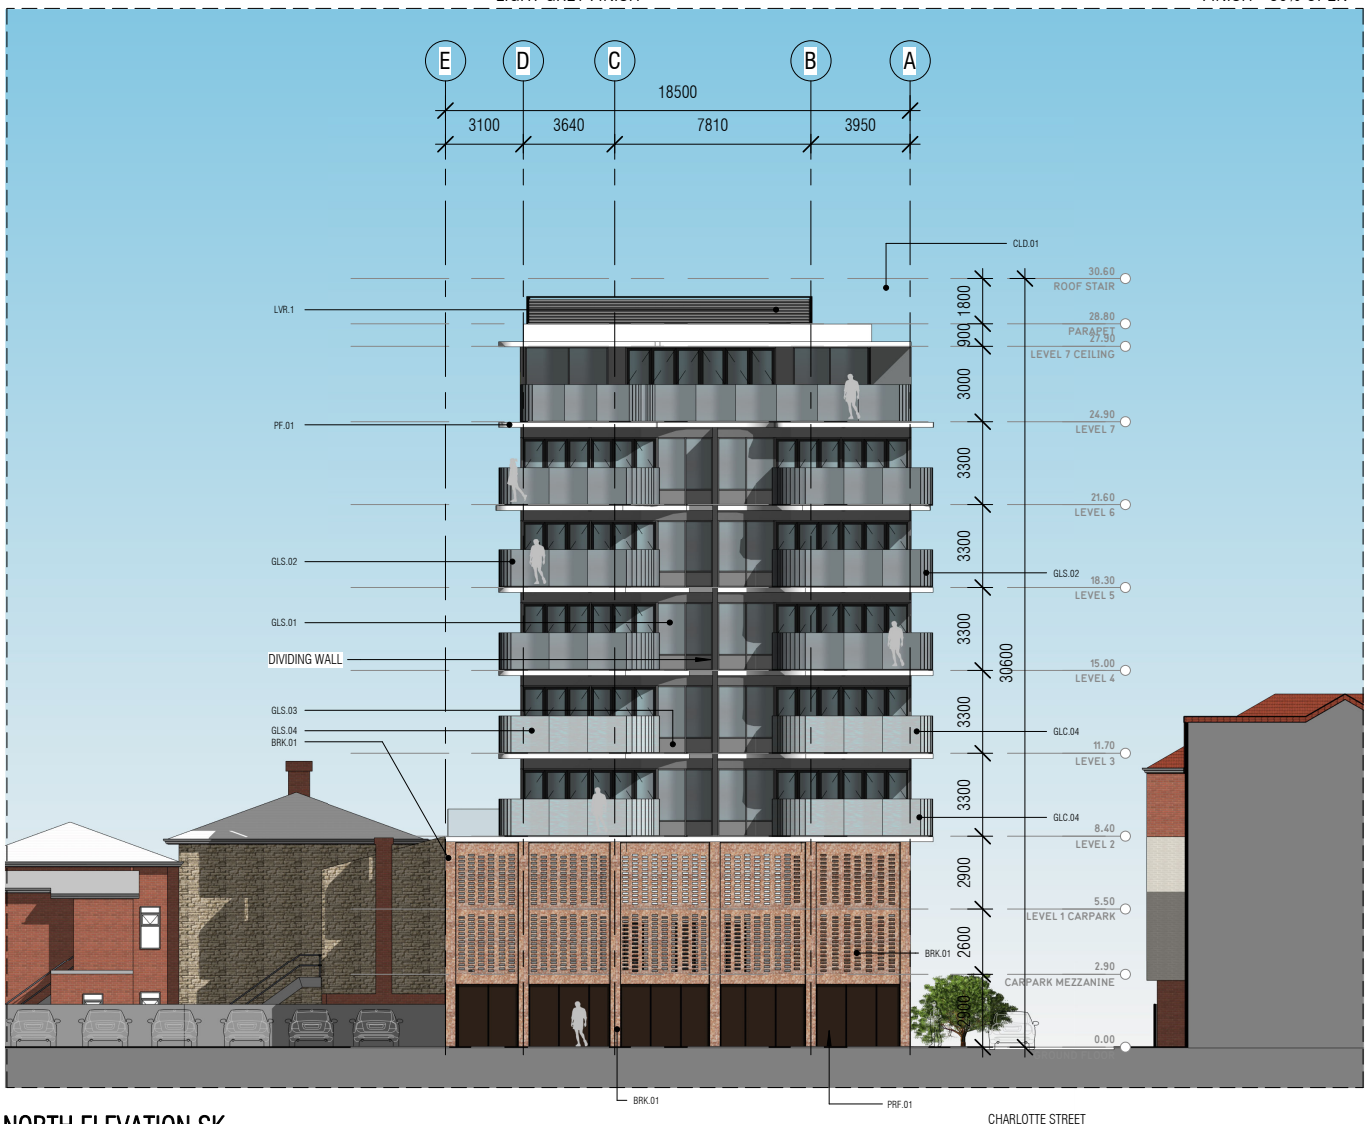 E D C B A
18500
3100 3640 7810 3950
CLD.01
30.60
ROOF STAIR
1800
LVR.1
28.80
PARAPET
900
27.90
LEVEL 7 CEILING
3000
24.90
LEVEL 7
PF.01
3300
21.60
LEVEL 6
3300
GLS.02
GLS.02
18.30
LEVEL 5
GLS.01
3300
DIVIDING WALL
30600
15.00
LEVEL 4
GLS.03
3300
GLS.04
GLC.04
BRK.01
11.70
LEVEL 3
3300
GLC.04
8.40
LEVEL 2
2900
5.50
LEVEL 1 CARPARK
2600
BRK.01
2.90
CARPARK MEZZANINE
2900
0.00
BRK.01
PRF.01
NORTH ELEVATION SK
CHARLOTTE STREET